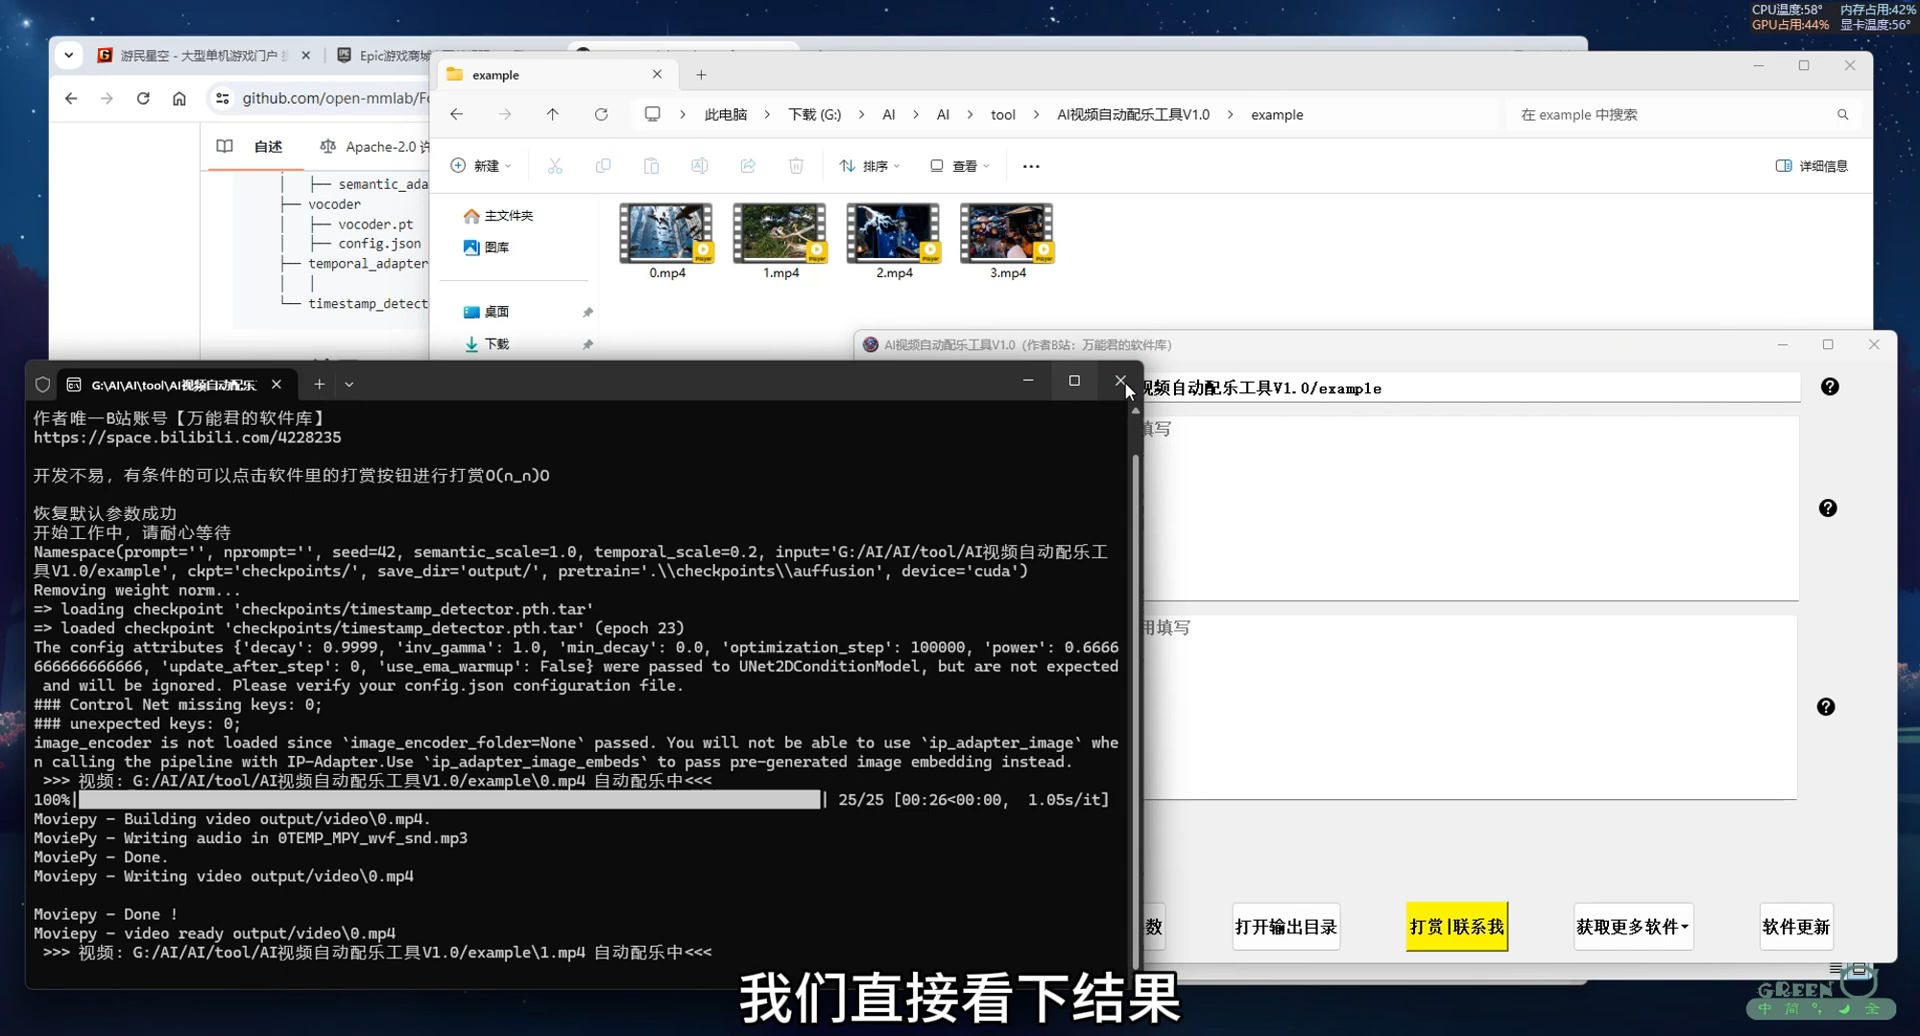 CPU温度:58° 内存占用:42%
GPU占用:44% 显卡温度:56°
游民星空 - 大型单机游戏门户
Epic游戏商城
example
github.com/open-mmlab/Fo
此电脑 > 下载 (G:) > AI > AI > tool > AI视频自动配乐工具V1.0 > example
在 example 中搜索
自述
Apache-2.0 许
新建
排序
查看
详细信息
semantic_ada
vocoder
vocoder.pt
config.json
temporal_adapter
timestamp_detect
主文件夹
图库
桌面
下载
0.mp4
1.mp4
2.mp4
3.mp4
AI视频自动配乐工具V1.0 (作者B站：万能君的软件库)
视频自动配乐工具V1.0/example
填写
用填写
G:\AI\AI\tool\AI视频自动配乐
作者唯一B站账号【万能君的软件库】
https://space.bilibili.com/4228235
开发不易，有条件的可以点击软件里的打赏按钮进行打赏O(n_n)O
恢复默认参数成功
开始工作中，请耐心等待
Namespace(prompt='', nprompt='', seed=42, semantic_scale=1.0, temporal_scale=0.2, input='G:/AI/AI/tool/AI视频自动配乐工
具V1.0/example', ckpt='checkpoints/', save_dir='output/', pretrain='.\\checkpoints\\auffusion', device='cuda')
Removing weight norm...
=> loading checkpoint 'checkpoints/timestamp_detector.pth.tar'
=> loaded checkpoint 'checkpoints/timestamp_detector.pth.tar' (epoch 23)
The config attributes {'decay': 0.9999, 'inv_gamma': 1.0, 'min_decay': 0.0, 'optimization_step': 100000, 'power': 0.6666
666666666666, 'update_after_step': 0, 'use_ema_warmup': False} were passed to UNet2DConditionModel, but are not expected
and will be ignored. Please verify your config.json configuration file.
### Control Net missing keys: 0;
### unexpected keys: 0;
image_encoder is not loaded since `image_encoder_folder=None` passed. You will not be able to use `ip_adapter_image` whe
n calling the pipeline with IP-Adapter.Use `ip_adapter_image_embeds` to pass pre-generated image embedding instead.
>>> 视频：G:/AI/AI/tool/AI视频自动配乐工具V1.0/example\0.mp4 自动配乐中<<<
100%| | 25/25 [00:26<00:00, 1.05s/it]
Moviepy - Building video output/video\0.mp4.
MoviePy - Writing audio in 0TEMP_MPY_wvf_snd.mp3
MoviePy - Done.
Moviepy - Writing video output/video\0.mp4
Moviepy - Done !
Moviepy - video ready output/video\0.mp4
>>> 视频：G:/AI/AI/tool/AI视频自动配乐工具V1.0/example\1.mp4 自动配乐中<<<
数
打开输出目录
打赏|联系我
获取更多软件
软件更新
我们直接看下结果
GREEN
中 简 全